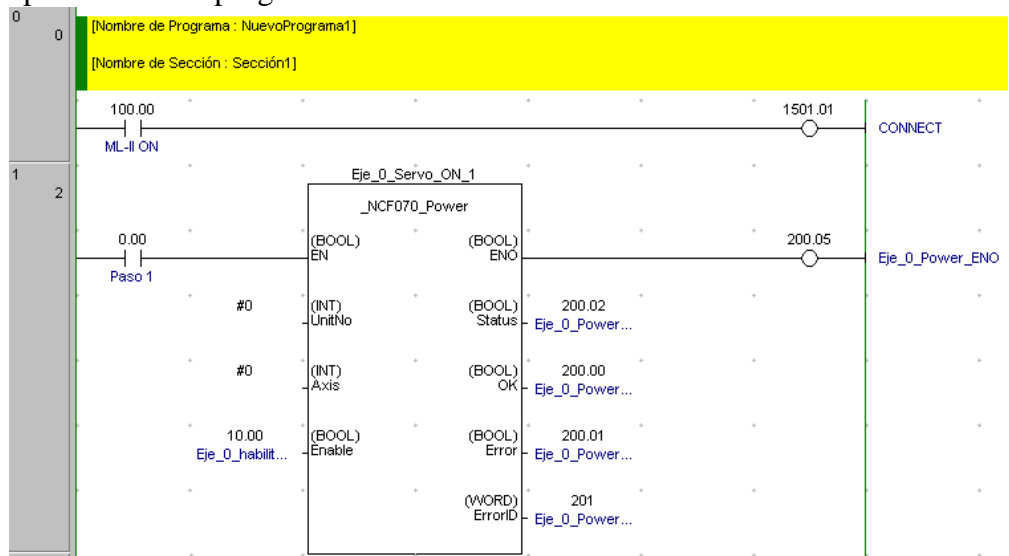 0
0
[Nombre de Programa : NuevoPrograma1]
[Nombre de Sección : Sección1]
100.00
1501.01
CONNECT
ML-II ON
1
2
Eje_0_Servo_ON_1
_NCF070_Power
0.00
(BOOL)
EN
(BOOL)
ENO
200.05
Eje_0_Power_ENO
Paso 1
#0
(INT)
UnitNo
(BOOL)
Status
200.02
Eje_0_Power...
#0
(INT)
Axis
(BOOL)
OK
200.00
Eje_0_Power...
10.00
Eje_0_habilit...
(BOOL)
Enable
(BOOL)
Error
200.01
Eje_0_Power...
(WORD)
ErrorID
201
Eje_0_Power...